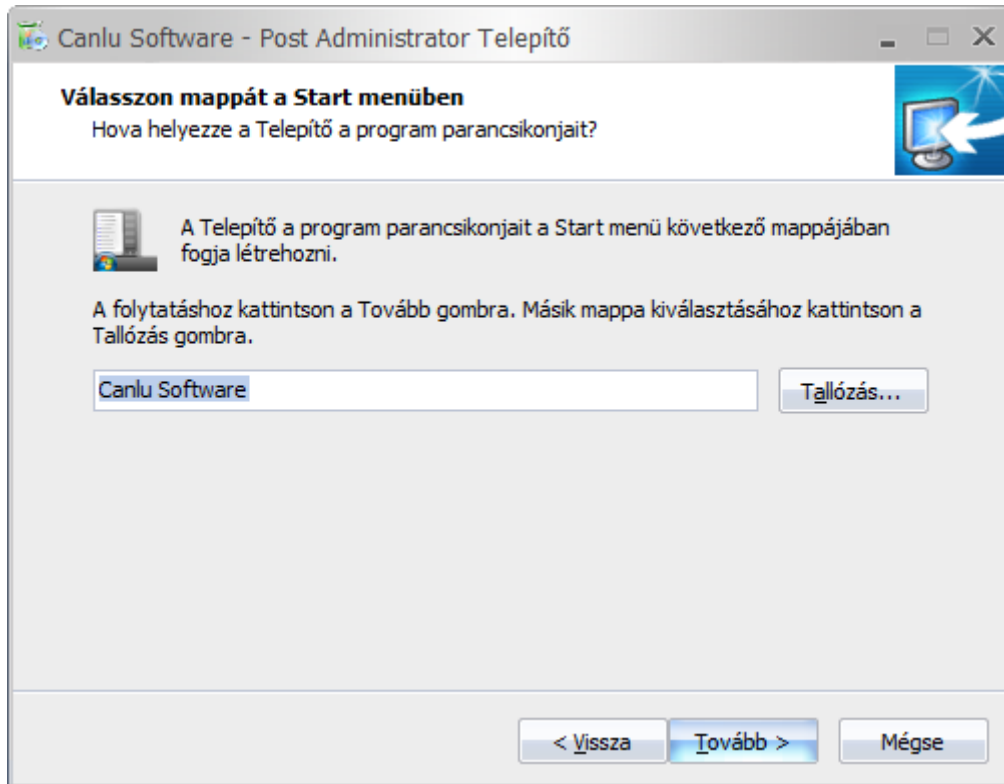 Canlu Software - Post Administrator Telepítő
Válasszon mappát a Start menüben
Hova helyezze a Telepítő a program parancsikonjait?
A Telepítő a program parancsikonjait a Start menü következő mappájában
fogja létrehozni.
A folytatáshoz kattintson a Tovább gombra. Másik mappa kiválasztásához kattintson a
Tallózás gombra.
Canlu Software
Tallózás...
< Vissza
Tovább >
Mégse